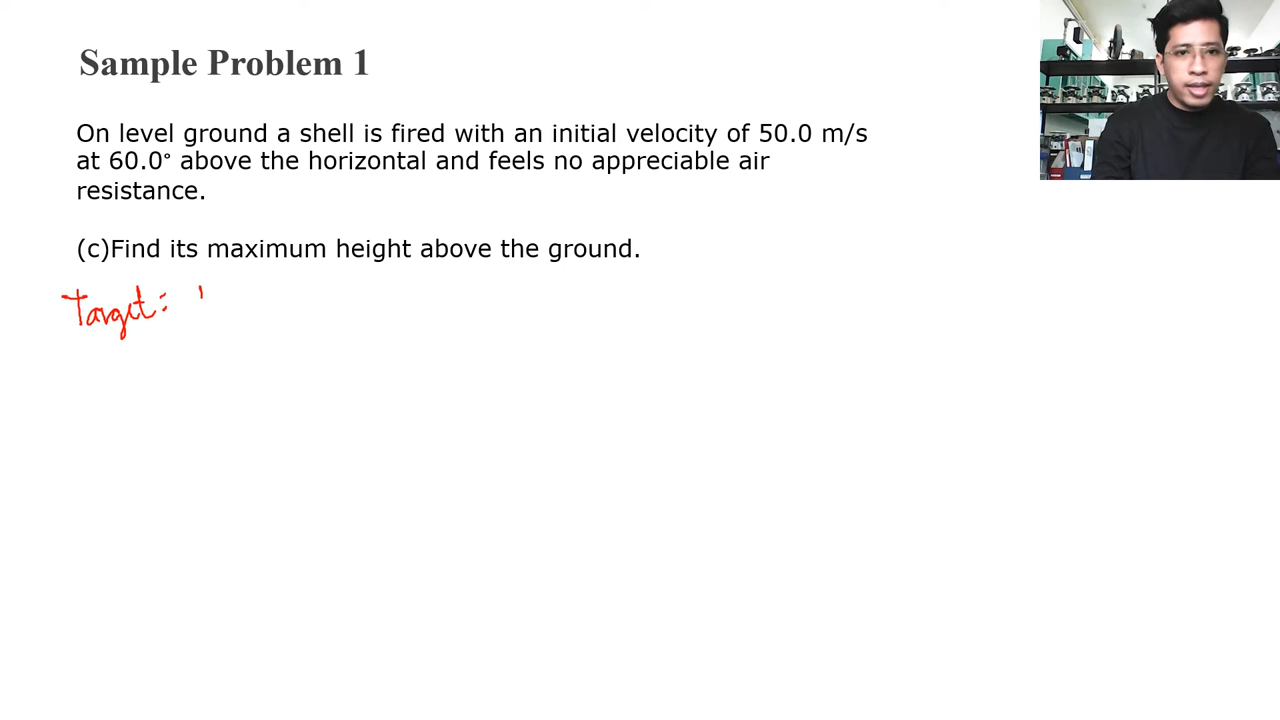 Sample Problem 1
On level ground a shell is fired with an initial velocity of 50.0 m/s
at 60.0° above the horizontal and feels no appreciable air
resistance.
(c)Find its maximum height above the ground.
Target: